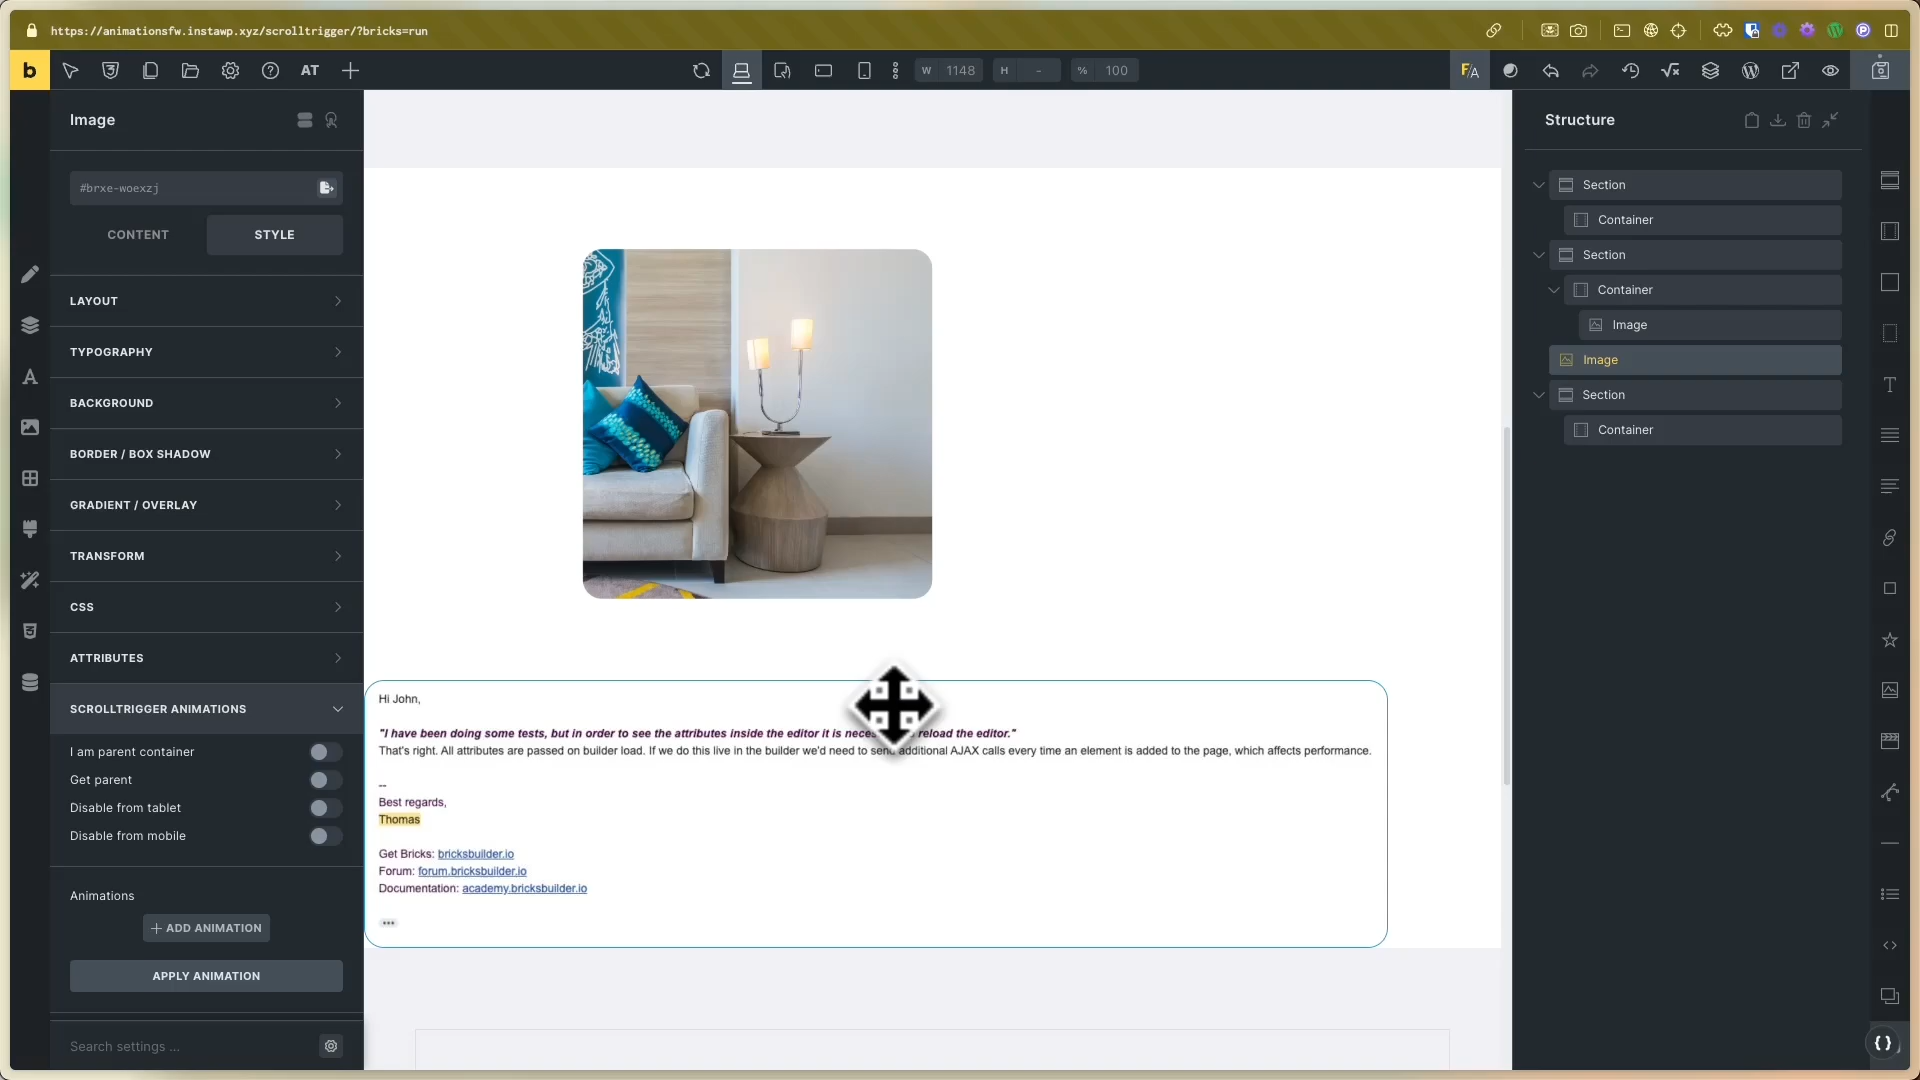 https://animationsfw.instawp.xyz/scrolltrigger/?bricks=run
b
AT
W 1148
H -
% 100
F/A
Image
#brxe-woexzj
CONTENT
STYLE
LAYOUT
TYPOGRAPHY
BACKGROUND
BORDER / BOX SHADOW
GRADIENT / OVERLAY
TRANSFORM
CSS
ATTRIBUTES
SCROLLTRIGGER ANIMATIONS
I am parent container
Get parent
Disable from tablet
Disable from mobile
Animations
+ ADD ANIMATION
APPLY ANIMATION
Search settings ...
Hi John,
"I have been doing some tests, but in order to see the attributes inside the editor it is reload the editor."
That's right. All attributes are passed on builder load. If we do this live in the builder we'd need to send additional AJAX calls every time an element is added to the page, which affects performance.
--
Best regards,
Thomas
Get Bricks: bricksbuilder.io
Forum: forum.bricksbuilder.io
Documentation: academy.bricksbuilder.io
•••
Structure
Section
Container
Section
Container
Image
Image
Section
Container